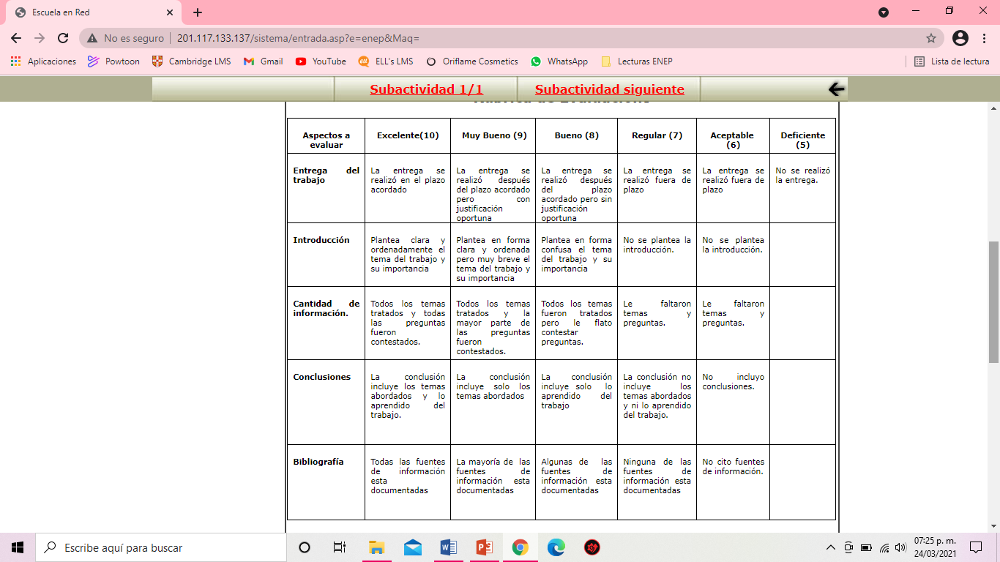 Escuela en Red
No es seguro | 201.117.133.137/sistema/entrada.asp?e=enep&Maq=
Aplicaciones Powtoon Cambridge LMS Gmail YouTube ELL's LMS Oriflame Cosmetics WhatsApp Lecturas ENEP Lista de lectura
Subactividad 1/1 Subactividad siguiente
Aspectos a
evaluar
Excelente(10)
Muy Bueno (9)
Bueno (8)
Regular (7)
Aceptable
(6)
Deficiente
(5)
Entrega del
trabajo
La entrega se
realizó en el plazo
acordado
La entrega se
realizó después
del plazo acordado
pero con
justificación
oportuna
La entrega se
realizó después
del plazo
acordado pero sin
justificación
oportuna
La entrega se
realizó fuera de
plazo
La entrega se
realizó fuera de
plazo
No se realizó
la entrega.
Introducción
Plantea clara y
ordenadamente el
tema del trabajo y
su importancia
Plantea en forma
clara y ordenada
pero muy breve el
tema del trabajo y
su importancia
Plantea en forma
confusa el tema
del trabajo y su
importancia
No se plantea la
introducción.
No se plantea
la introducción.
Cantidad de
información.
Todos los temas
tratados y todas
las preguntas
fueron
contestados.
Todos los temas
tratados y la
mayor parte de
las preguntas
fueron
contestados.
Todos los temas
fueron tratados
pero le flato
contestar
preguntas.
Le faltaron
temas y
preguntas.
Le faltaron
temas y
preguntas.
Conclusiones
La conclusión
incluye los temas
abordados y lo
aprendido del
trabajo.
La conclusión
incluye solo los
temas abordados
La conclusión
incluye solo lo
aprendido del
trabajo
La conclusión no
incluye los
temas abordados
y ni lo aprendido
del trabajo.
No incluyo
conclusiones.
Bibliografía
Todas las fuentes
de información
esta
documentadas
La mayoría de las
fuentes de
información esta
documentadas
Algunas de las
fuentes de
información esta
documentadas
Ninguna de las
fuentes de
información esta
documentadas
No cito fuentes
de información.
Escribe aquí para buscar
07:25 p. m.
24/03/2021